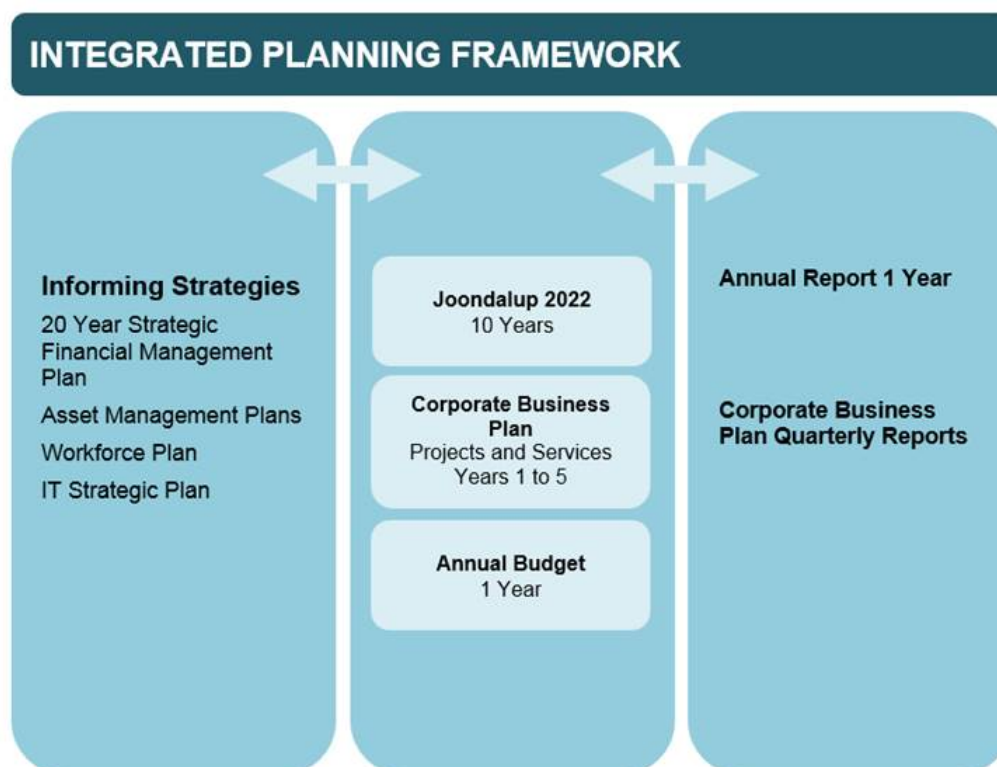 INTEGRATED PLANNING FRAMEWORK
Informing Strategies
20 Year Strategic
Financial Management
Plan
Asset Management Plans
Workforce Plan
IT Strategic Plan
Joondalup 2022
10 Years
Corporate Business
Plan
Projects and Services
Years 1 to 5
Annual Budget
1 Year
Annual Report 1 Year
Corporate Business
Plan Quarterly Reports